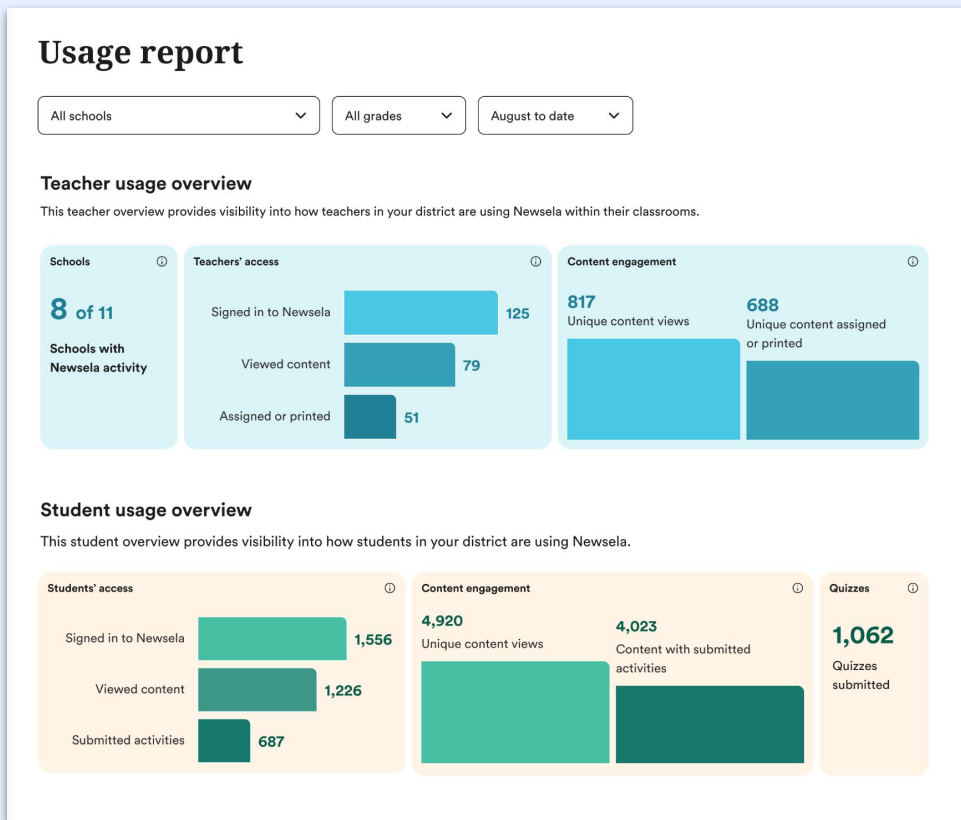 Usage report
All schools
All grades
August to date
Teacher usage overview
This teacher overview provides visibility into how teachers in your district are using Newsela within their classrooms.
Schools
8 of 11
Schools with
Newsela activity
Teachers' access
Signed in to Newsela
125
Viewed content
79
Assigned or printed
51
Content engagement
817
Unique content views
688
Unique content assigned
or printed
Student usage overview
This student overview provides visibility into how students in your district are using Newsela.
Students' access
Signed in to Newsela
1,556
Viewed content
1,226
Submitted activities
687
Content engagement
4,920
Unique content views
4,023
Content with submitted
activities
Quizzes
1,062
Quizzes
submitted